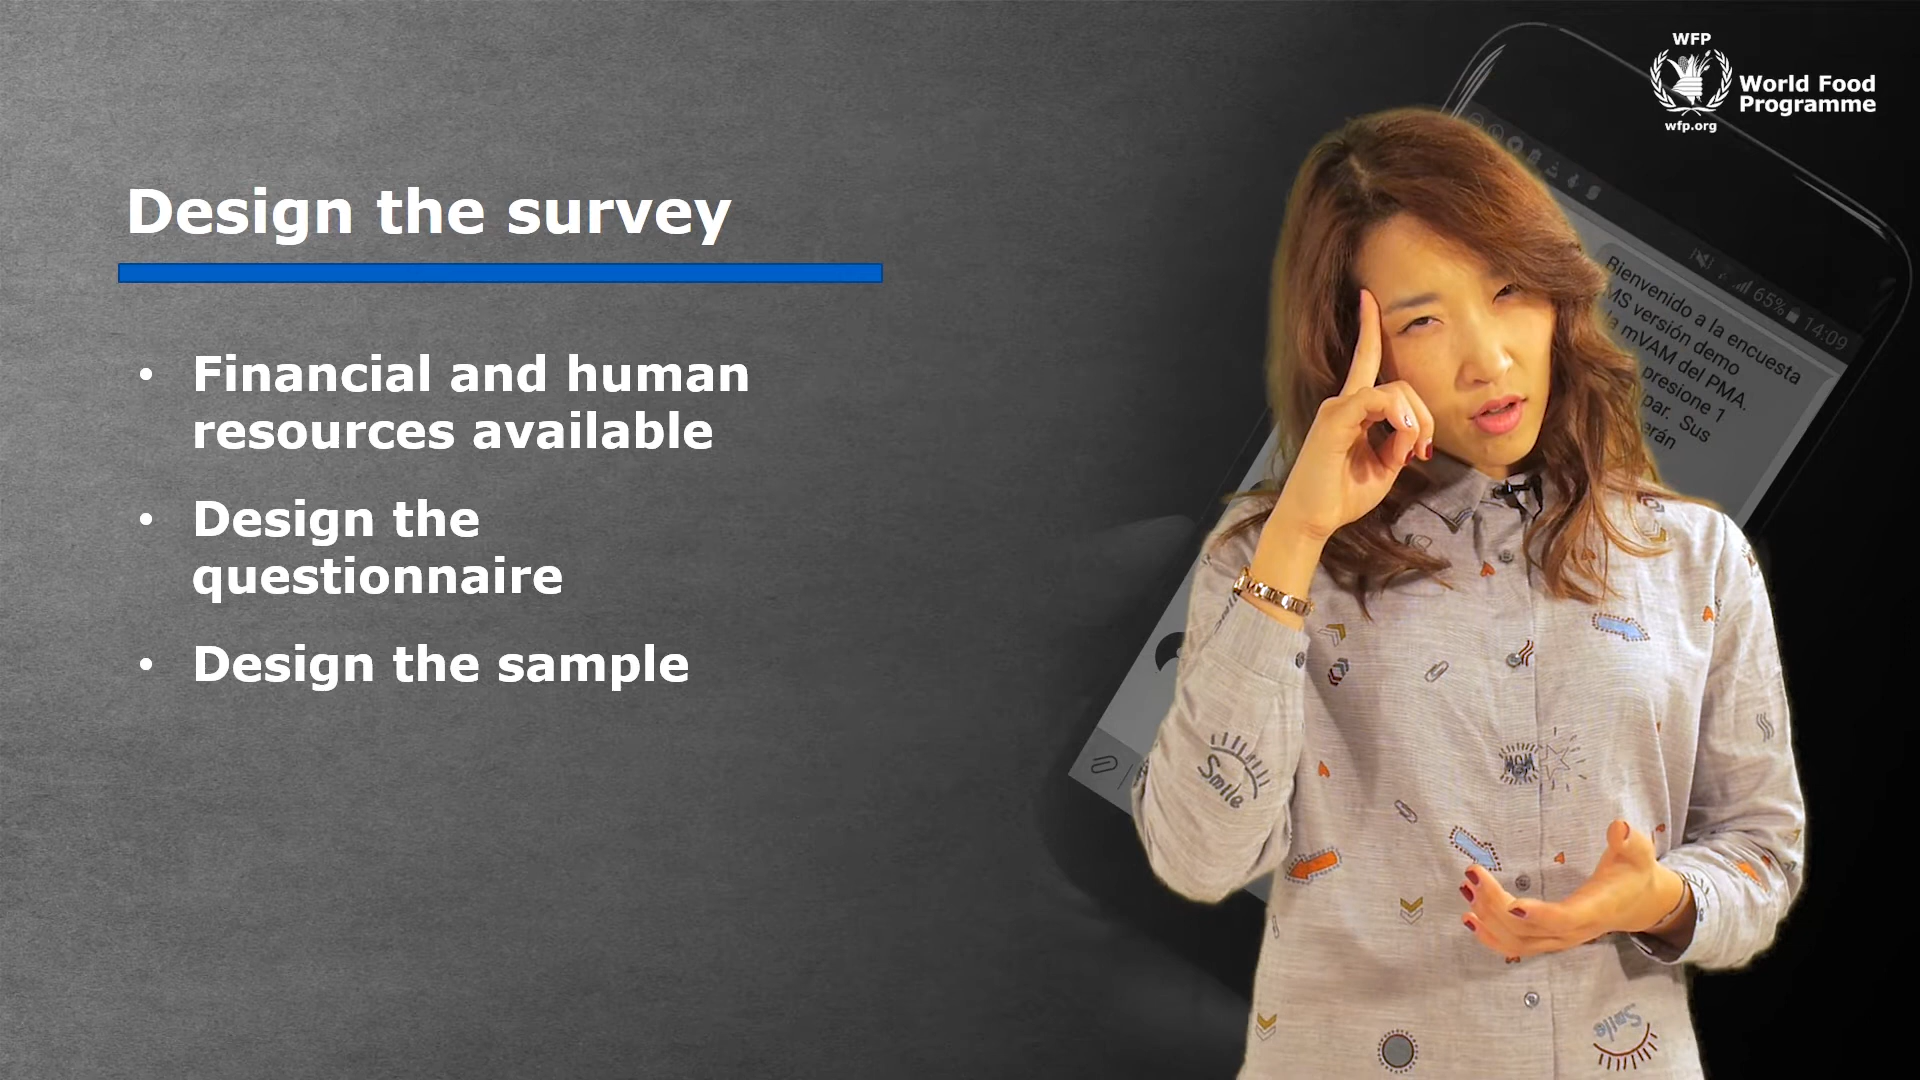 WFP
World Food
Programme
wfp.org
Design the survey
• Financial and human
resources available
• Design the
questionnaire
• Design the sample
65% 14:09
Bienvenido a la encuesta
MS versión demo
mVAM del PMA.
presione 1
par. Sus
erán
Smile
WOW
Smile